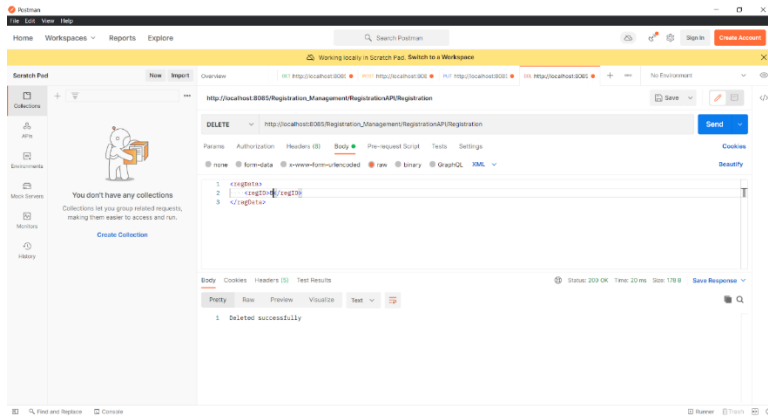 Postman
File Edit View Help
Home Workspaces Reports Explore Search Postman Sign In Create Account
Working locally in Scratch Pad. Switch to a Workspace
Scratch Pad New Import Overview No Environment
Collections
http://localhost:8085/Registration_Management/RegistrationAPI/Registration Save
APIs
DELETE http://localhost:8085/Registration_Management/RegistrationAPI/Registration Send
Environments
Params Authorization Headers (8) Body Pre-request Script Tests Settings Cookies
none form-data x-www-form-urlencoded raw binary GraphQL XML Beautify
Mock Servers
Monitors
History
1 <regData>
2 <regID> </regID>
3 </regData>
You don't have any collections
Collections let you group related requests,
making them easier to access and run.
Create Collection
Body Cookies Headers (5) Test Results Status: 200 OK Time: 20 ms Size: 179 B Save Response
Pretty Raw Preview Visualize Text
1 Deleted successfully
Find and Replace Console Runner Trash